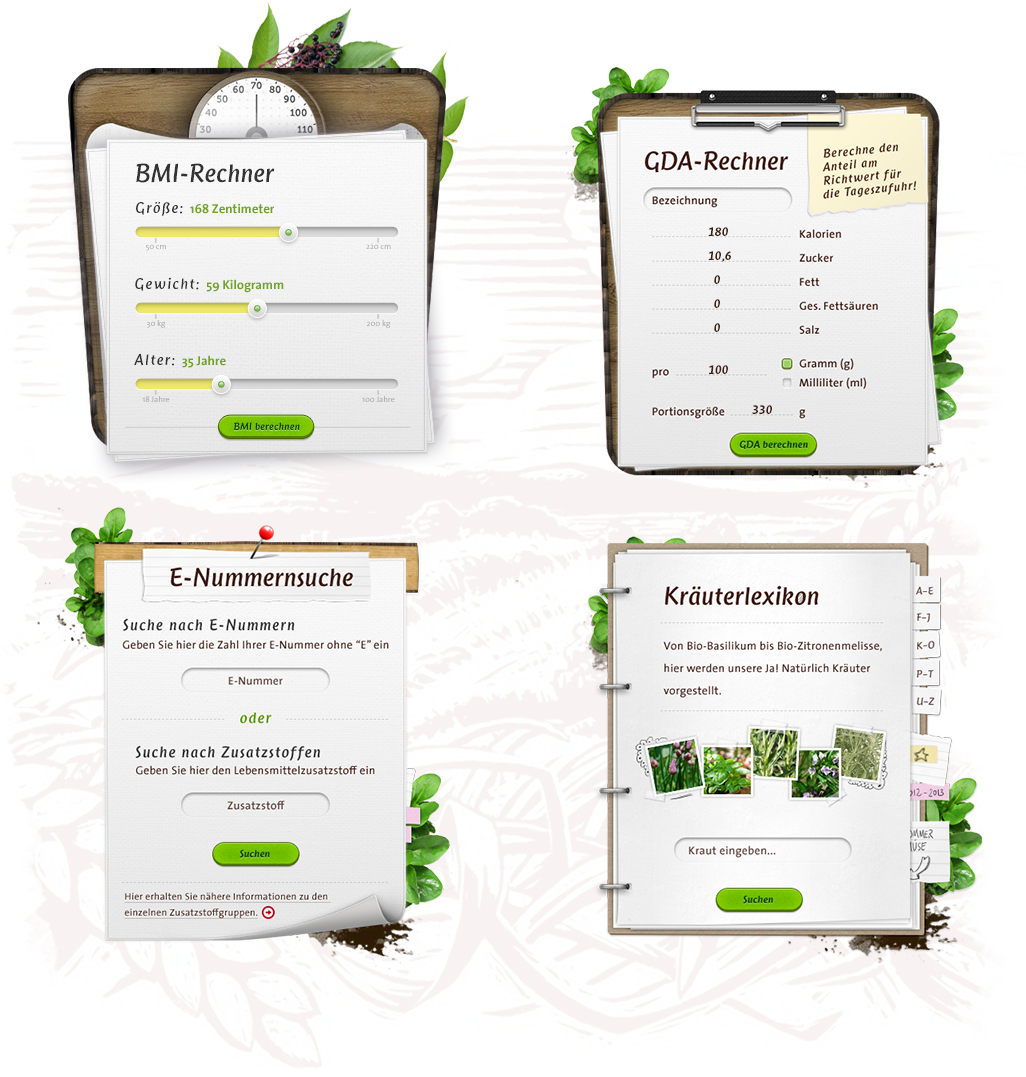 30
40
50
60
70
80
90
100
110
BMI-Rechner
Größe: 168 Zentimeter
50 cm 220 cm
Gewicht: 59 Kilogramm
30 kg 200 kg
Alter: 35 Jahre
18 Jahre 100 Jahre
BMI berechnen
GDA-Rechner
Berechne den
Anteil am
Richtwert für
die Tageszufuhr!
Bezeichnung
180 Kalorien
10,6 Zucker
0 Fett
0 Ges. Fettsäuren
0 Salz
pro 100 Gramm (g)
Milliliter (ml)
Portionsgröße 330 g
GDA berechnen
E-Nummernsuche
Suche nach E-Nummern
Geben Sie hier die Zahl Ihrer E-Nummer ohne “E” ein
E-Nummer
oder
Suche nach Zusatzstoffen
Geben Sie hier den Lebensmittelzusatzstoff ein
Zusatzstoff
Suchen
Hier erhalten Sie nähere Informationen zu den
einzelnen Zusatzstoffgruppen.
Kräuterlexikon
Von Bio-Basilikum bis Bio-Zitronenmelisse,
hier werden unsere Ja! Natürlich Kräuter
vorgestellt.
Kraut eingeben...
Suchen
A-E
F-J
K-O
P-T
U-Z
012 - 2013